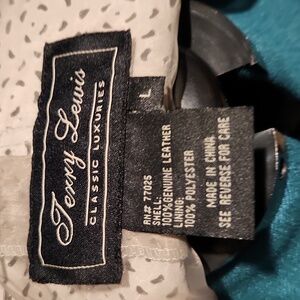 Terry Lewis
CLASSIC LUXURIES
L
RN# 77025
SHELL:
100% GENUINE LEATHER
LINING:
100% POLYESTER
MADE IN CHINA
SEE REVERSE FOR CARE